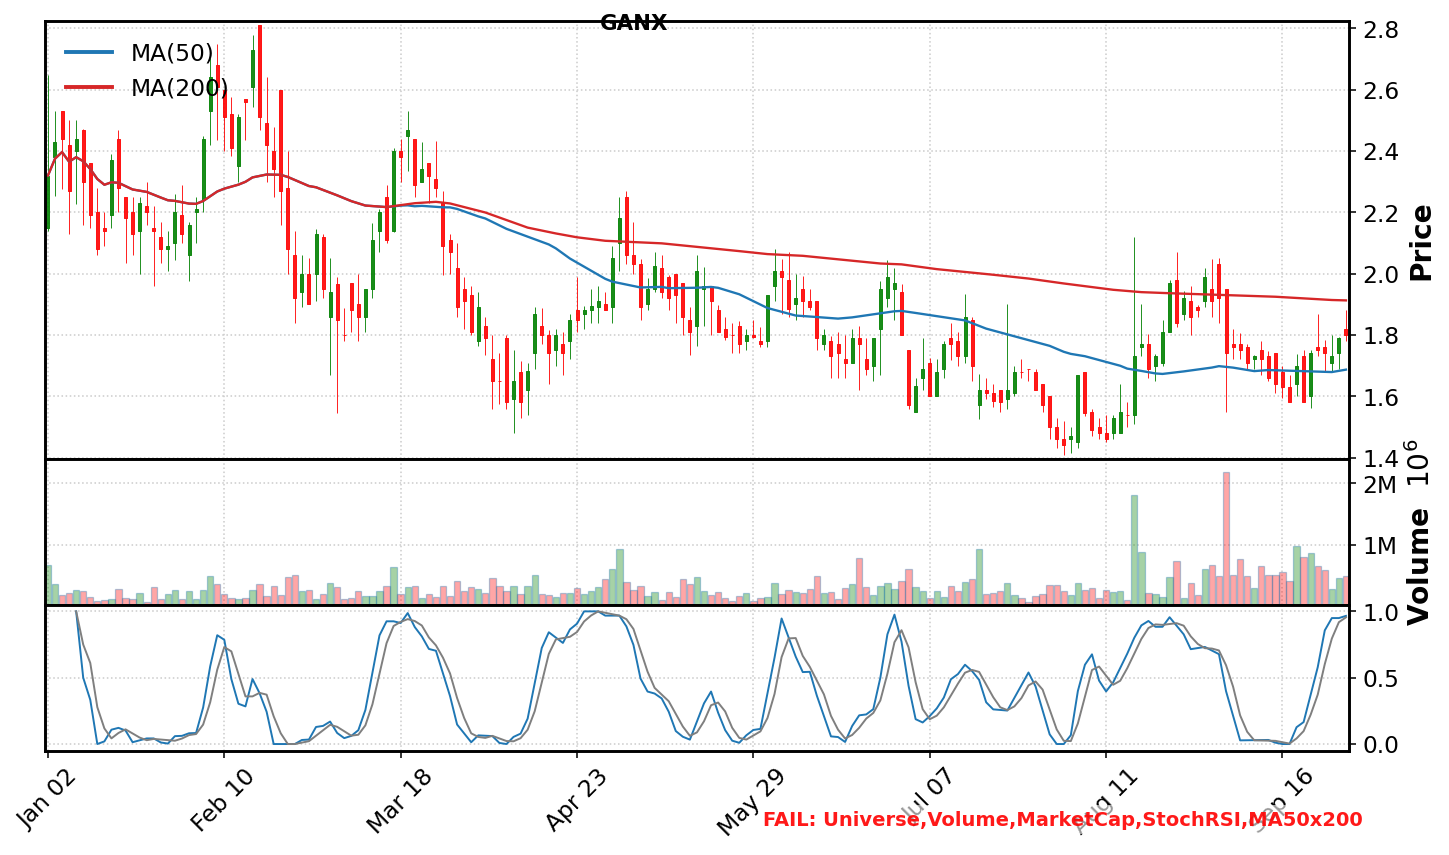 GANX
MA(50)
MA(200)
2.8
2.6
2.4
2.2
2.0
1.8
1.6
1.4
Price
2M
1M
Volume 10^6
1.0
0.5
0.0
Jan 02
Feb 10
Mar 18
Apr 23
May 29
Jul 07
Aug 11
Sep 16
FAIL: Universe,Volume,MarketCap,StochRSI,MA50x200